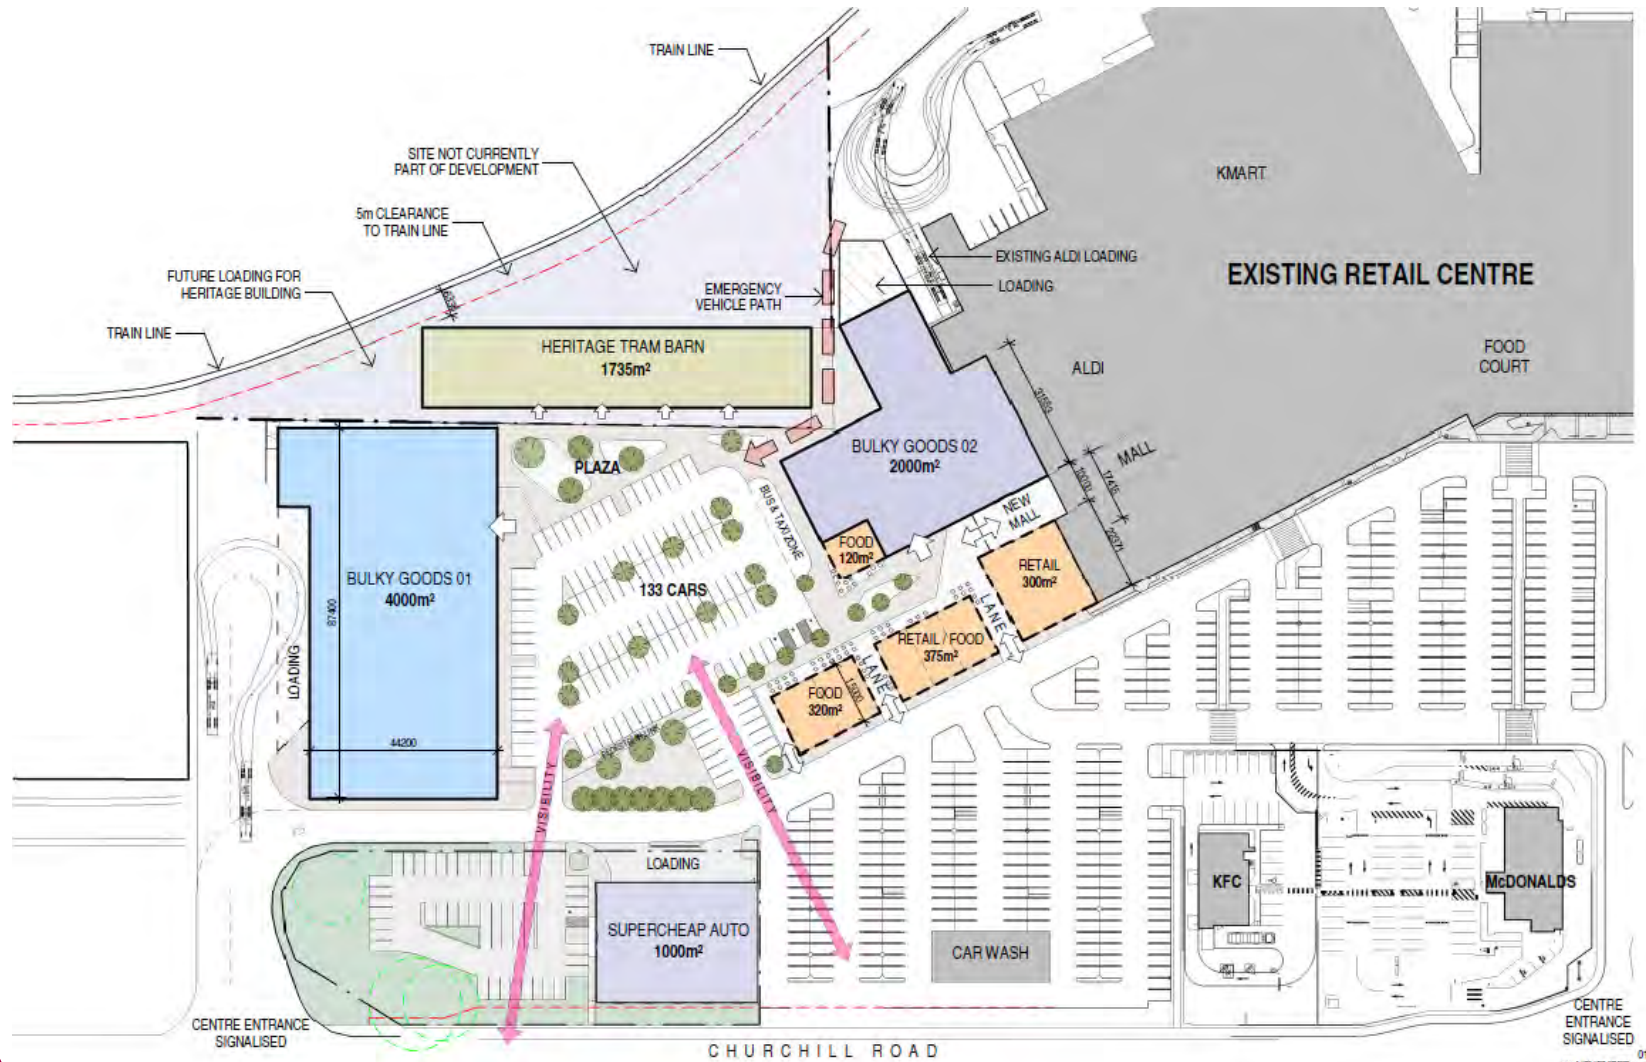 TRAIN LINE
SITE NOT CURRENTLY
PART OF DEVELOPMENT
5m CLEARANCE
TO TRAIN LINE
FUTURE LOADING FOR
HERITAGE BUILDING
TRAIN LINE
EMERGENCY
VEHICLE PATH
EXISTING ALDI LOADING
LOADING
KMART
EXISTING RETAIL CENTRE
ALDI
FOOD
COURT
MALL
HERITAGE TRAM BARN
1735m²
BULKY GOODS 02
2000m²
NEW
MALL
PLAZA
BUS & TAXI ZONE
FOOD
120m²
RETAIL
300m²
LANE
BULKY GOODS 01
4000m²
87400
44200
LOADING
133 CARS
RETAIL / FOOD
375m²
LANE
FOOD
320m²
15000
31553
10000
17415
VISIBILITY
VISIBILITY
LOADING
SUPERCHEAP AUTO
1000m²
CAR WASH
KFC
McDONALDS
CENTRE ENTRANCE
SIGNALISED
CENTRE
ENTRANCE
SIGNALISED
CHURCHILL ROAD